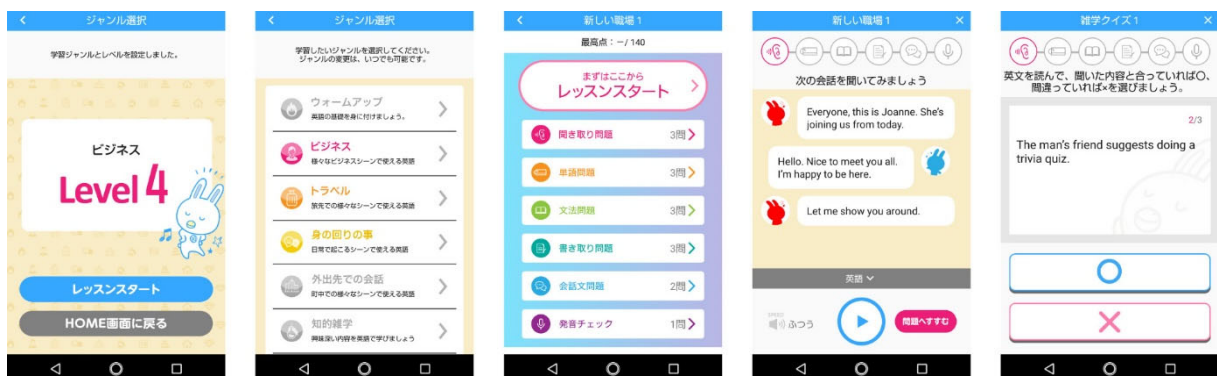 ジャンル選択
学習ジャンルとレベルを設定しました。
ビジネス
Level 4
レッスンスタート
HOME画面に戻る
ジャンル選択
学習したいジャンルを選択してください。
ジャンルの変更は、いつでも可能です。
ウォームアップ
英語の基礎を身に付けましょう。
ビジネス
様々なビジネスシーンで使える英語
トラベル
旅先での様々なシーンで使える英語
身の回りの事
日常で起こるシーンで使える英語
外出先での会話
町中での様々なシーンで使える英語
知的雑学
興味深い内容を英語で学びましょう
新しい職場 1
最高点：－/ 140
まずはここから
レッスンスタート
聞き取り問題 3問
単語問題 3問
文法問題 3問
書き取り問題 3問
会話文問題 2問
発音チェック 1問
新しい職場 1
次の会話を聞いてみましょう
Everyone, this is Joanne. She's
joining us from today.
Hello. Nice to meet you all.
I'm happy to be here.
Let me show you around.
英語
SPEED
ふつう
問題へすすむ
雑学クイズ 1
英文を読んで、聞いた内容と合っていれば〇、
間違っていれば×を選びましょう。
2/3
The man's friend suggests doing a
trivia quiz.